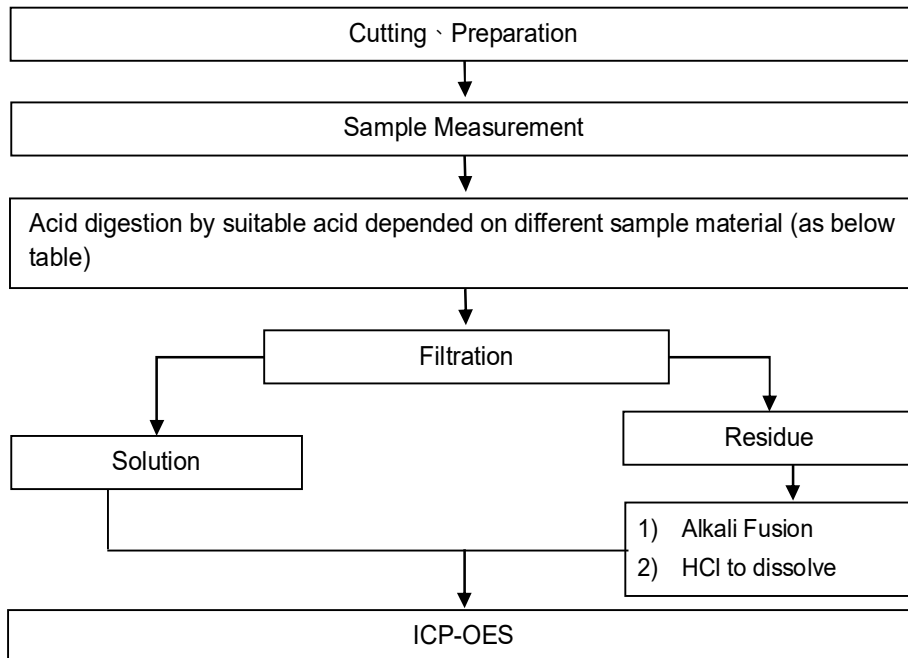 Cutting、Preparation
Sample Measurement
Acid digestion by suitable acid depended on different sample material (as below
table)
Filtration
Solution
Residue
1) Alkali Fusion
2) HCl to dissolve
ICP-OES